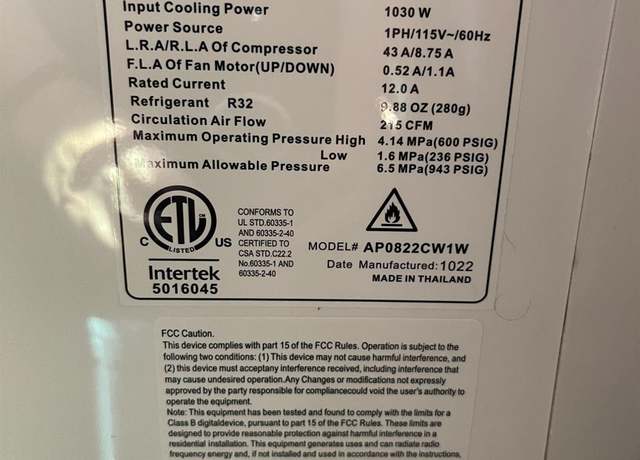 Input Cooling Power 1030 W
Power Source 1PH/115V~/60Hz
L.R.A/R.L.A Of Compressor 43 A/8.75 A
F.L.A Of Fan Motor(UP/DOWN) 0.52 A/1.1A
Rated Current 12.0 A
Refrigerant R32 9.88 OZ (280g)
Circulation Air Flow 215 CFM
Maximum Operating Pressure High 4.14 MPa(600 PSIG)
Low 1.6 MPa(236 PSIG)
Maximum Allowable Pressure 6.5 MPa(943 PSIG)
ETL CM
LISTED
C US
Intertek
5016045
CONFORMS TO
UL STD.60335-1
AND 60335-2-40
CERTIFIED TO
CSA STD.C22.2
No.60335-1 AND
60335-2-40
MODEL# AP0822CW1W
Date Manufactured:1022
MADE IN THAILAND
FCC Caution.
This device complies with part 15 of the FCC Rules. Operation is subject to the
following two conditions: (1) This device may not cause harmful interference, and
(2) this device must acceptany interference received, including interference that
may cause undesired operation.Any Changes or modifications not expressly
approved by the party responsible for compliancecould void the user's authority to
operate the equipment.
Note: This equipment has been tested and found to comply with the limits for a
Class B digitaldevice, pursuant to part 15 of the FCC Rules. These limits are
designed to provide reasonable protection against harmful interference in a
residential installation. This equipment generates uses and can radiate radio
frequency energy and, if not installed and used in accordance with the instructions,